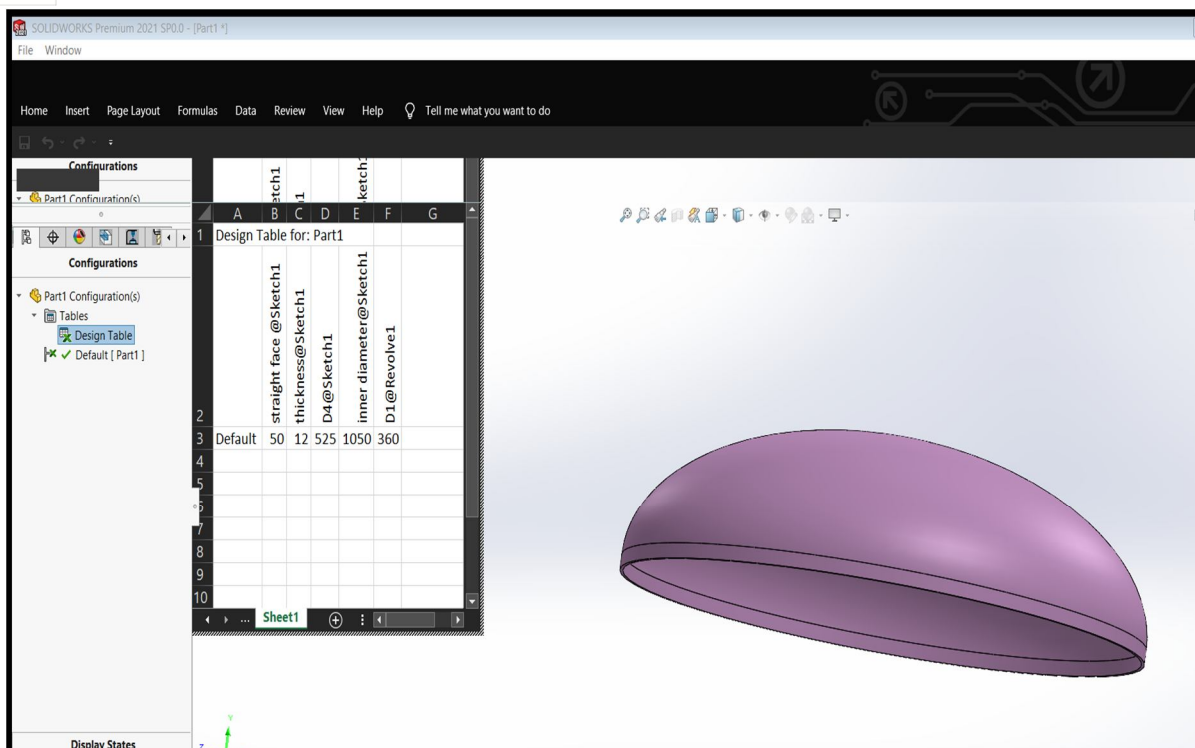 SOLIDWORKS Premium 2021 SP0.0 - [Part1 *]
File Window
Home Insert Page Layout Formulas Data Review View Help Tell me what you want to do
Configurations
Part1 Configuration(s)
A B C D E F G
1 Design Table for: Part1
Configurations
Part1 Configuration(s)
Tables
Design Table
Default [ Part1 ]
2 straight face @Sketch1 thickness@Sketch1 D4@Sketch1 inner diameter@Sketch1 D1@Revolve1
3 Default 50 12 525 1050 360
4
5
6
7
8
9
10
... Sheet1
Y
Z
Display States